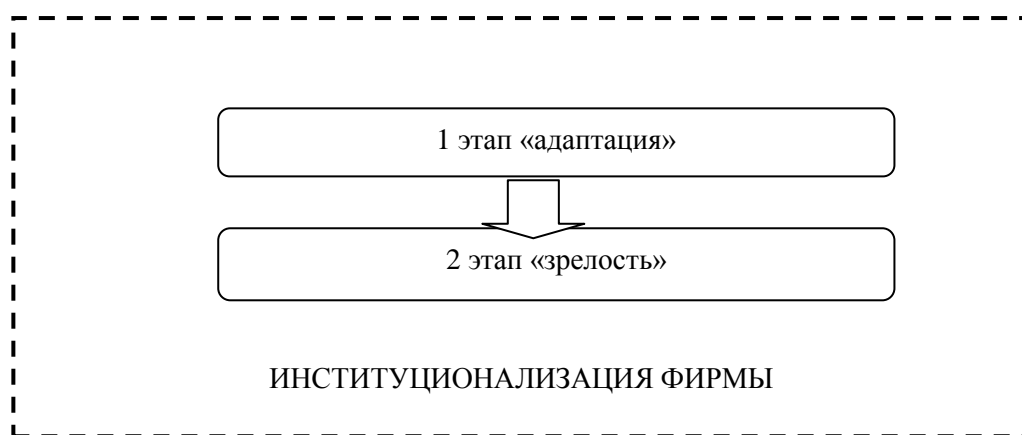 1 этап «адаптация»
2 этап «зрелость»
ИНСТИТУЦИОНАЛИЗАЦИЯ ФИРМЫ